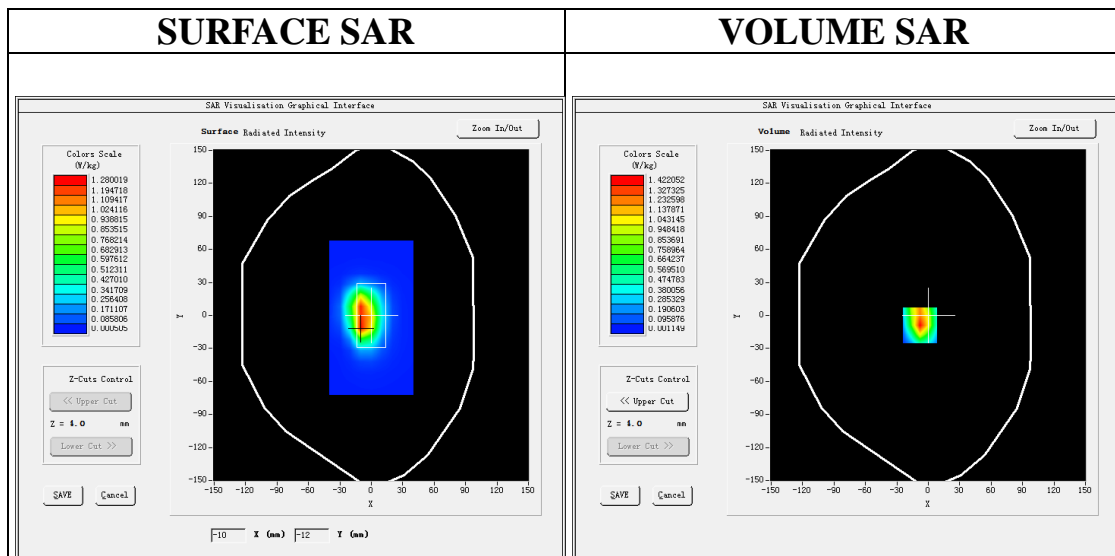 SURFACE SAR
VOLUME SAR
SAR Visualisation Graphical Interface
Surface Radiated Intensity
Zoom In/Out
Colors Scale
(W/kg)
1.280019
1.194718
1.109417
1.024116
0.938815
0.853515
0.768214
0.682913
0.597612
0.512311
0.427010
0.341709
0.256408
0.171107
0.085806
0.000505
Z-Cuts Control
<< Upper Cut
Z = 4.0 mm
Lower Cut >>
SAVE Cancel
150
120
90
60
30
0
-30
-60
-90
-120
-150
Y
-150 -120 -90 -60 -30 0 30 60 90 120 150
X
-10 X (mm) -12 Y (mm)
SAR Visualisation Graphical Interface
Volume Radiated Intensity
Zoom In/Out
Colors Scale
(W/kg)
1.422052
1.327325
1.232598
1.137871
1.043145
0.948418
0.853691
0.758964
0.664237
0.569510
0.474783
0.380056
0.285329
0.190603
0.095876
0.001149
Z-Cuts Control
<< Upper Cut
Z = 4.0 mm
Lower Cut >>
SAVE Cancel
150
120
90
60
30
0
-30
-60
-90
-120
-150
Y
-150 -120 -90 -60 -30 0 30 60 90 120 150
X